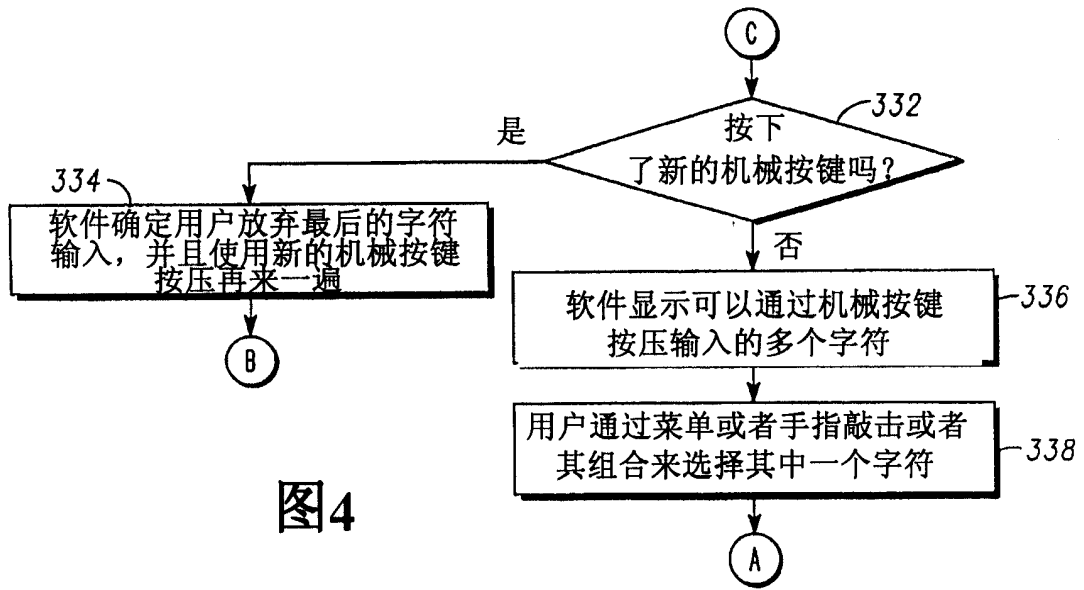 C
332
按下
了新的机械按键吗?
是
334
软件确定用户放弃最后的字符
输入，并且使用新的机械按键
按压再来一遍
B
否
336
软件显示可以通过机械按键
按压输入的多个字符
用户通过菜单或者手指敲击或者
其组合来选择其中一个字符
338
A
图4